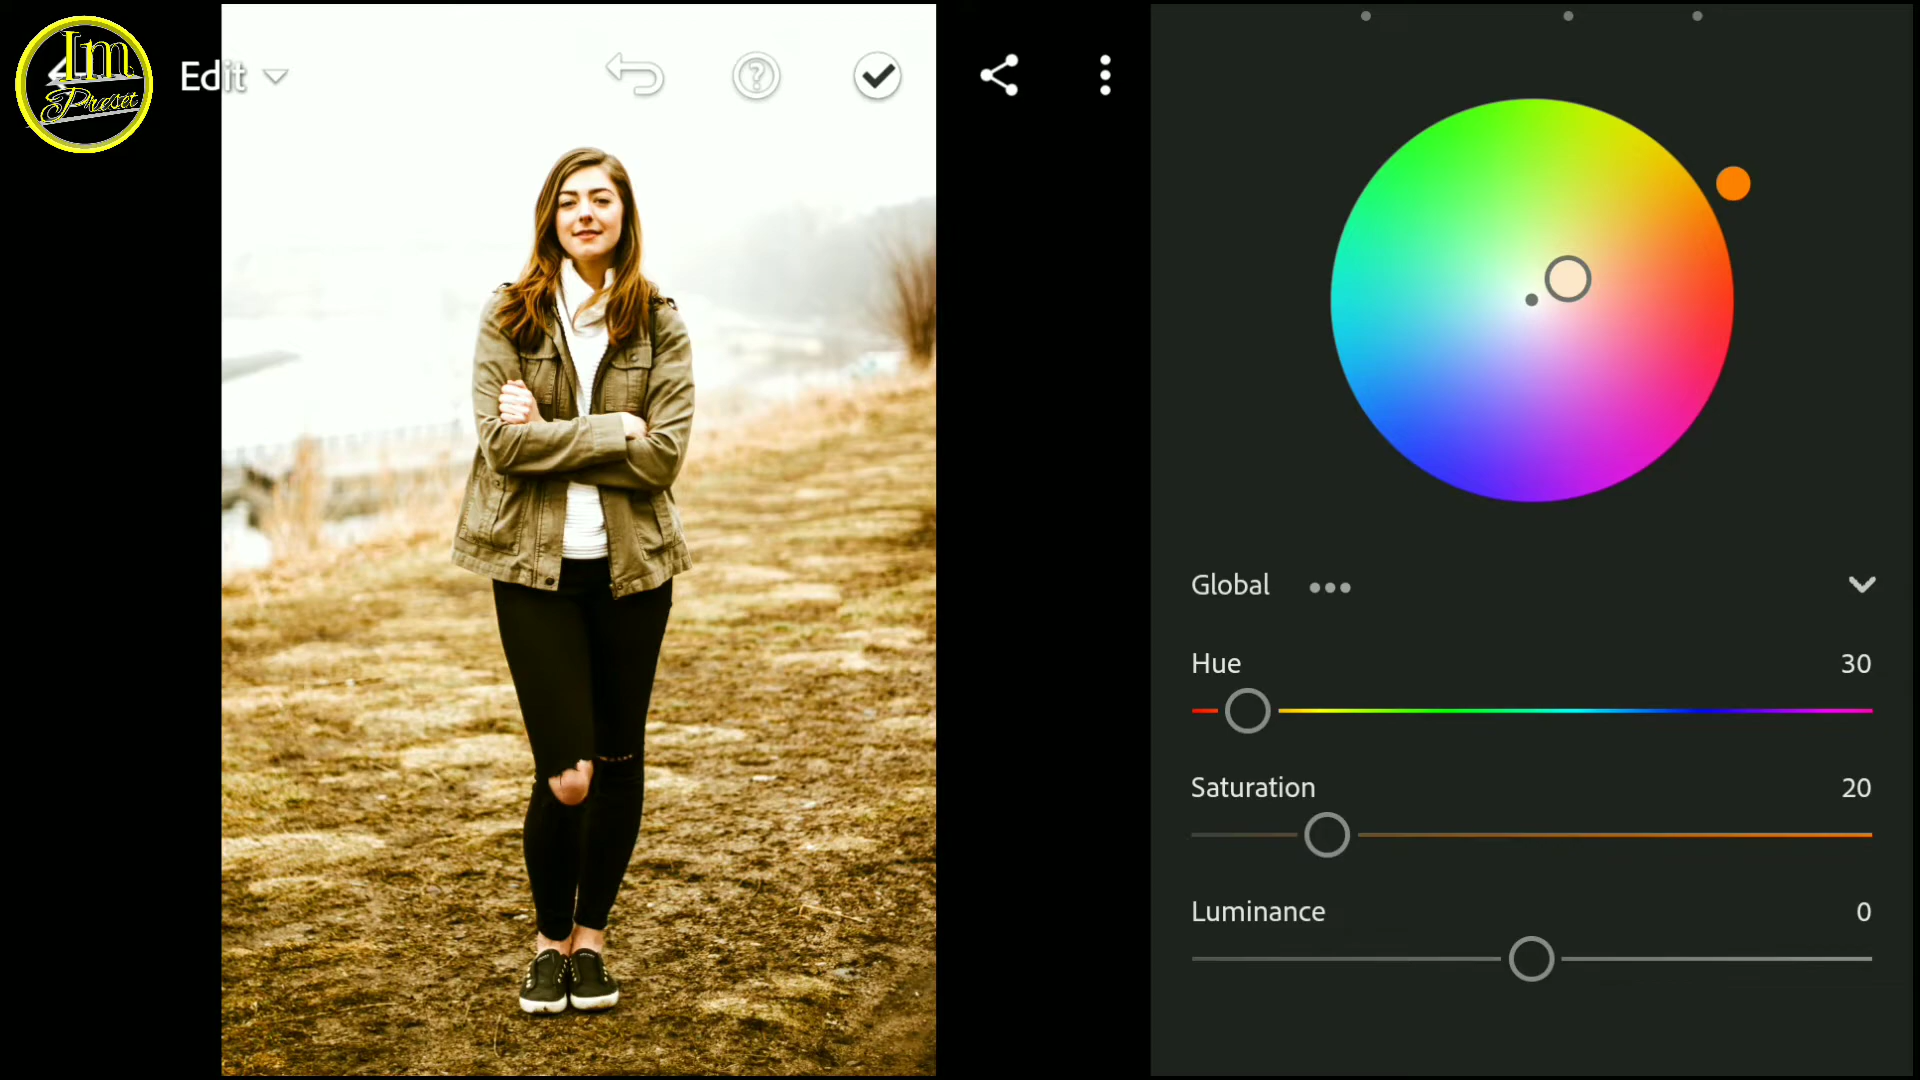 Im
Preset
Edit
Global
Hue 30
Saturation 20
Luminance 0